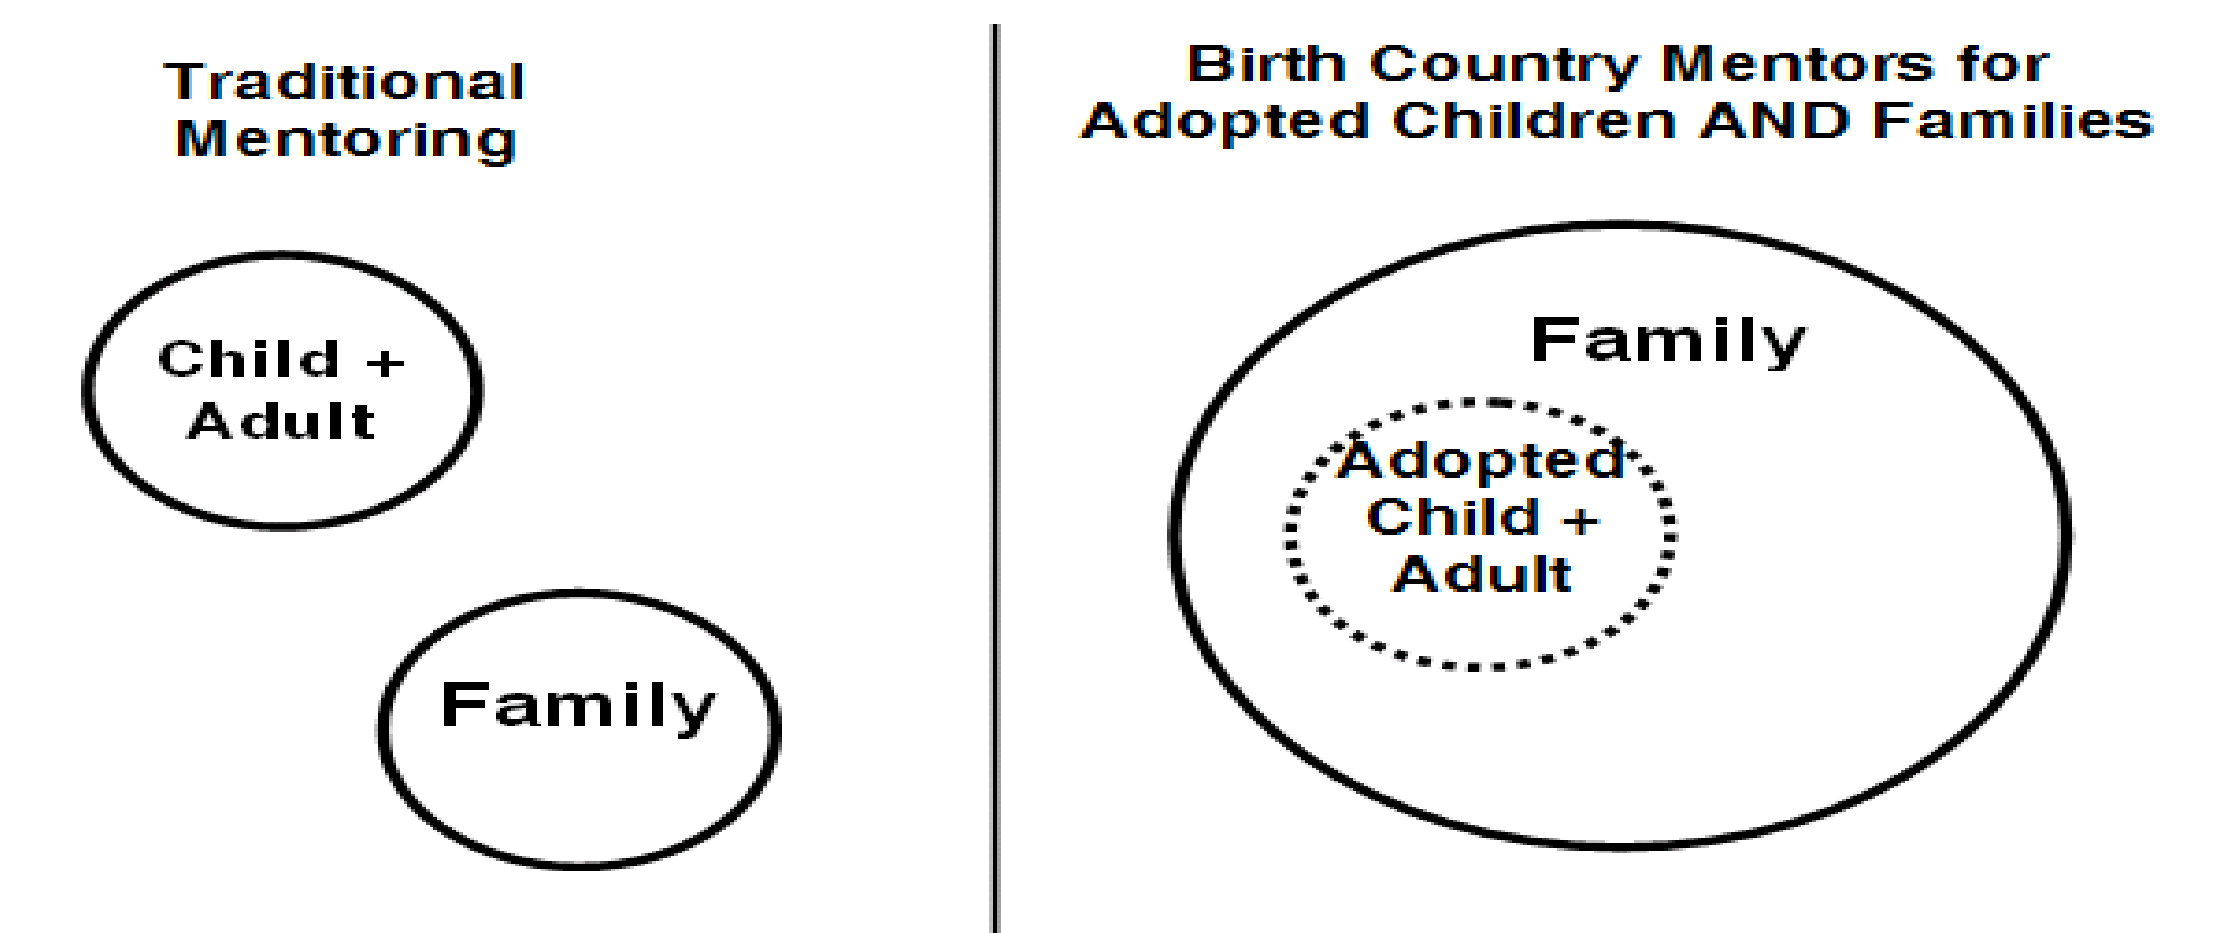 Traditional
Mentoring
Child +
Adult
Family
Birth Country Mentors for
Adopted Children AND Families
Family
Adopted
Child +
Adult